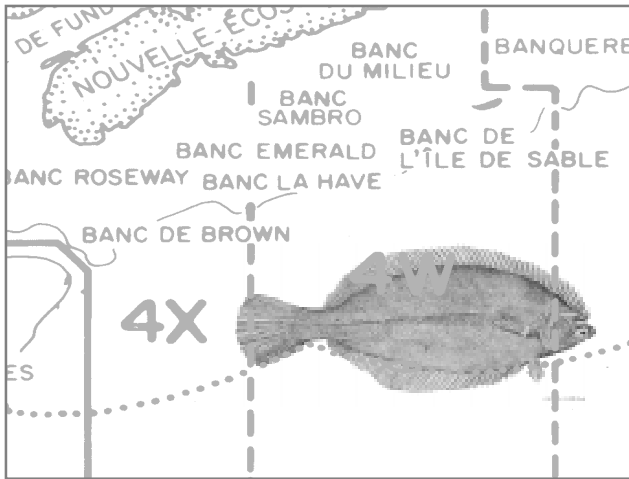 DE FUND
NOUVELLE-ÉCOS
BANC
DU MILIEU
BANQUERE
BANC
SAMBRO
BANC DE
L'ÎLE DE SABLE
BANC EMERALD
BANC ROSEWAY
BANC LA HAVE
BANC DE BROWN
4W
4X
ES